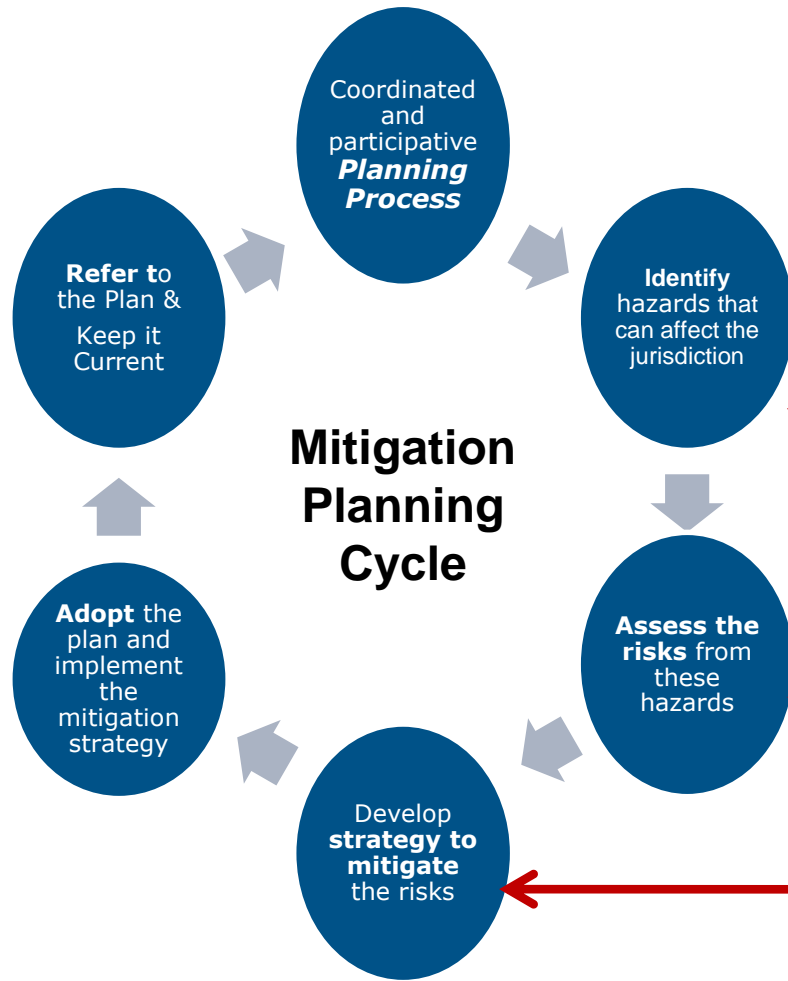 Coordinated
and
participative
Planning
Process
Identify
hazards that
can affect the
jurisdiction
Assess the
risks from
these
hazards
Develop
strategy to
mitigate
the risks
Adopt the
plan and
implement
the
mitigation
strategy
Refer to
the Plan &
Keep it
Current
Mitigation
Planning
Cycle